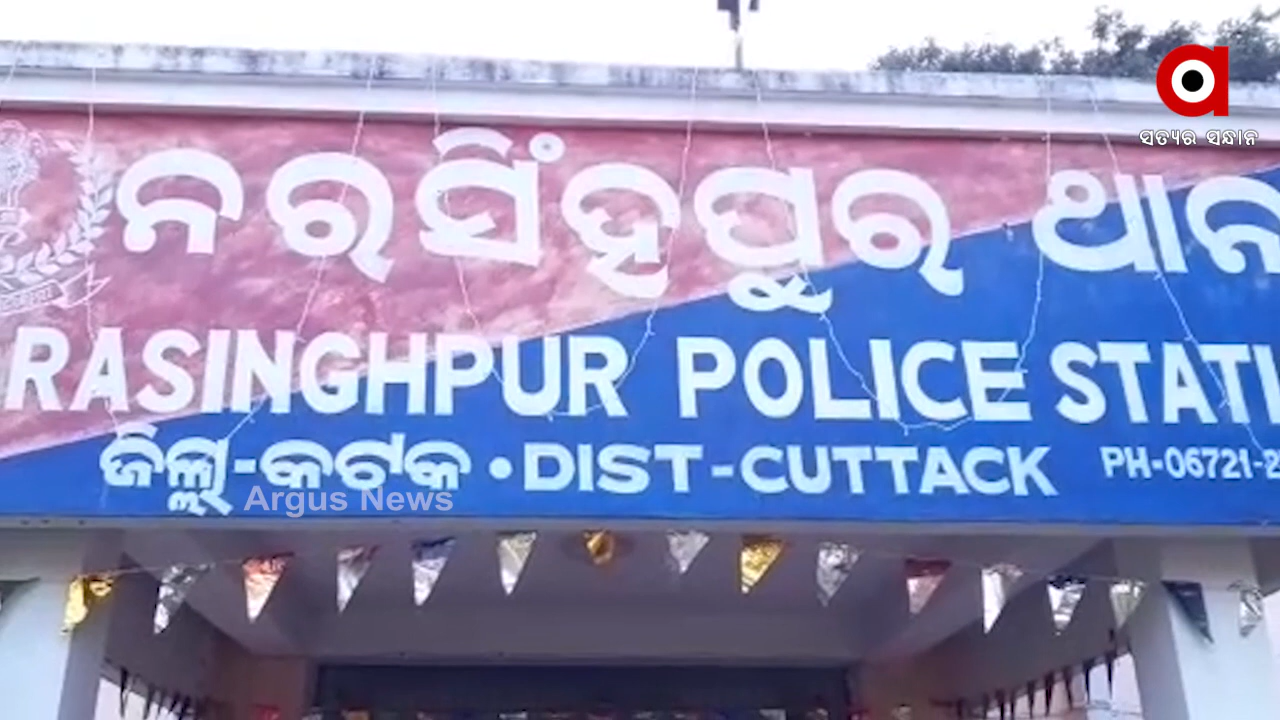 ସତ୍ୟର ସନ୍ଧାନ
ନରସିଂହପୁର ଥାନ
RASINGHPUR POLICE STATI
ଜିଲ୍ଲା-କଟକ • DIST-CUTTACK PH-06721-2
Argus News